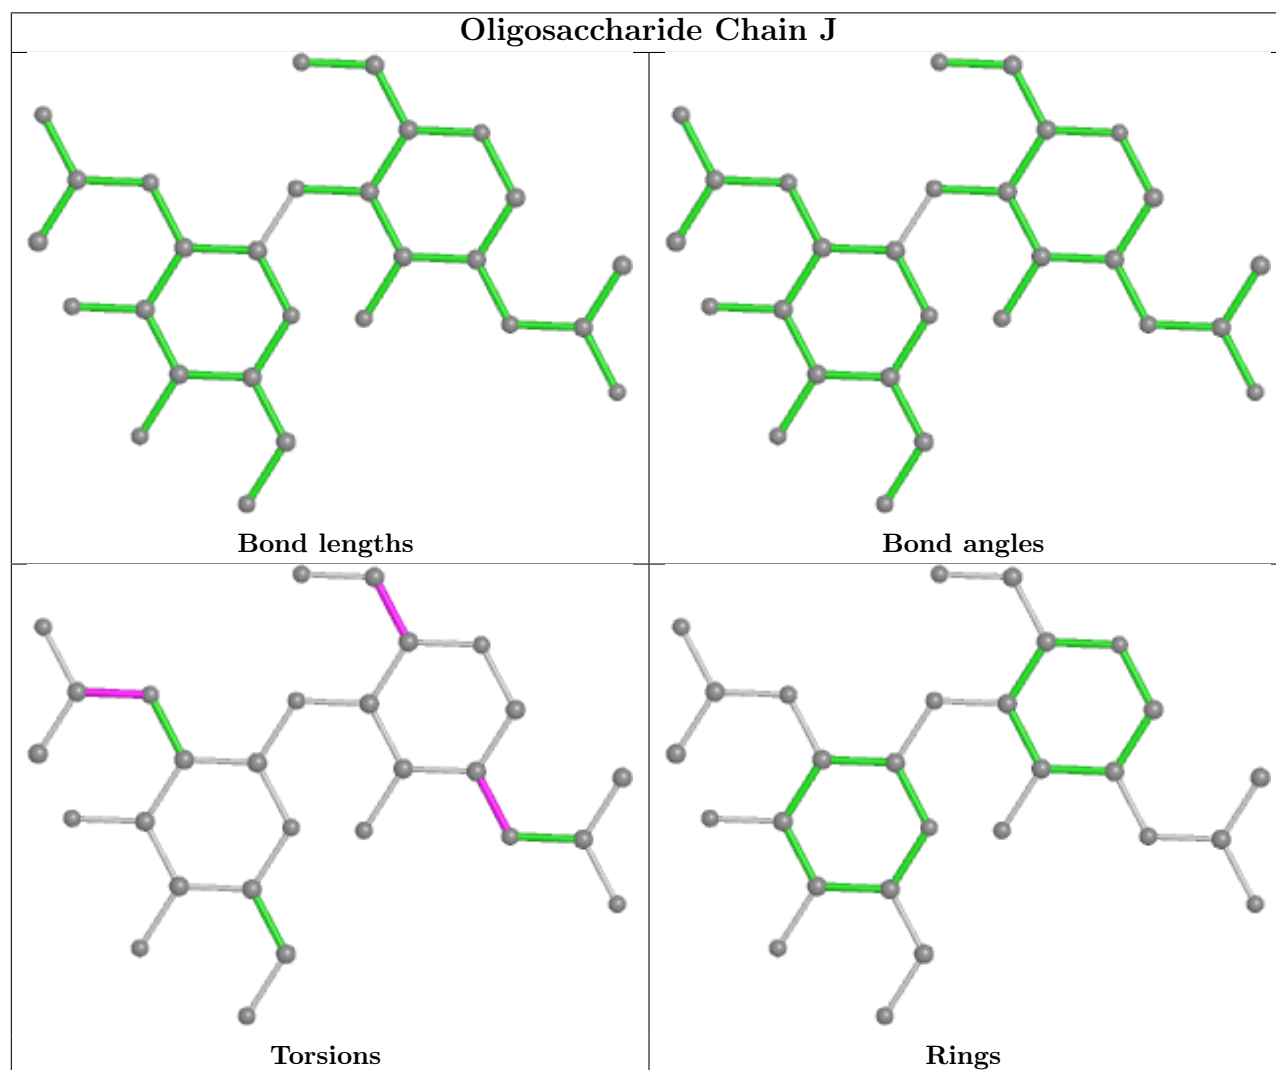 Oligosaccharide Chain J
Bond lengths
Bond angles
Torsions
Rings